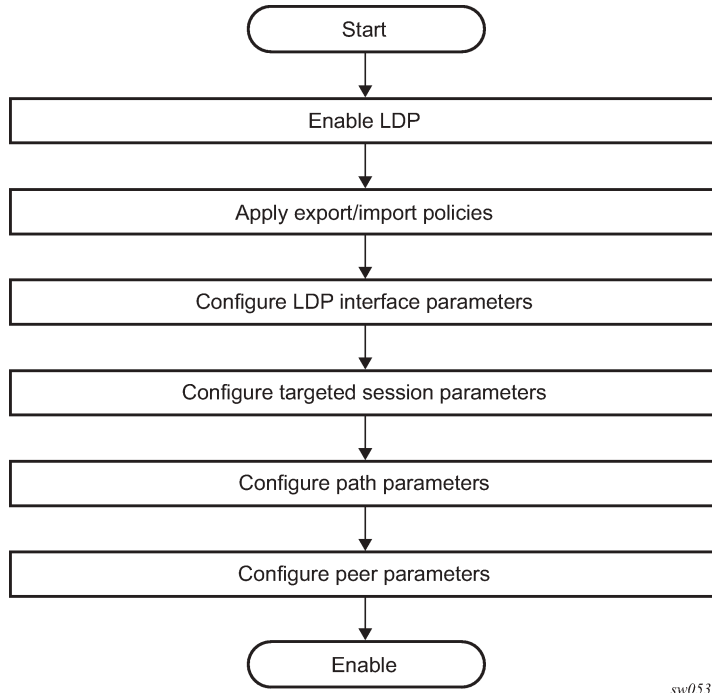 Start
Enable LDP
Apply export/import policies
Configure LDP interface parameters
Configure targeted session parameters
Configure path parameters
Configure peer parameters
Enable
sw053